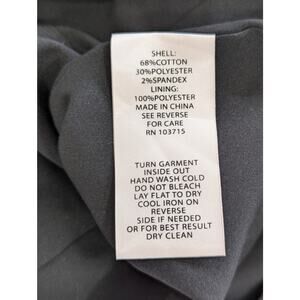 SHELL:
68%COTTON
30%POLYESTER
2%SPANDEX
LINING:
100%POLYESTER
MADE IN CHINA
SEE REVERSE
FOR CARE
RN 103715
TURN GARMENT
INSIDE OUT
HAND WASH COLD
DO NOT BLEACH
LAY FLAT TO DRY
COOL IRON ON
REVERSE
SIDE IF NEEDED
OR FOR BEST RESULT
DRY CLEAN